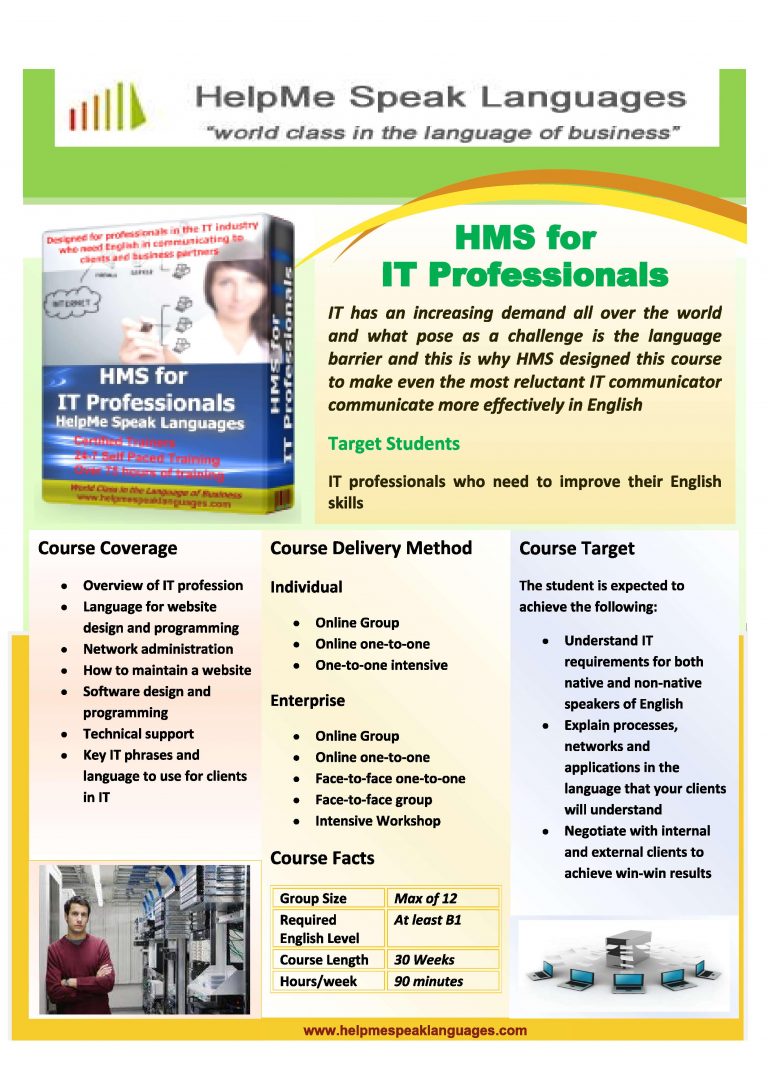 HelpMe Speak Languages
“world class in the language of business”
Designed for professionals in the IT industry
who need English in communicating to
clients and business partners
INTERNET
HMS for
IT Professionals
HelpMe Speak Languages
Certified Trainers
24-7 Self Paced Training
World Class in the Language of Business
www.helpmespeaklanguages.com
HMS for
IT Professionals
HMS for
IT Professionals
IT has an increasing demand all over the world
and what pose as a challenge is the language
barrier and this is why HMS designed this course
to make even the most reluctant IT communicator
communicate more effectively in English
Target Students
IT professionals who need to improve their English
skills
Course Coverage
• Overview of IT profession
• Language for website
design and programming
• Network administration
• How to maintain a website
• Software design and
programming
• Technical support
• Key IT phrases and
language to use for clients
in IT
Course Delivery Method
Individual
• Online Group
• Online one-to-one
• One-to-one intensive
Enterprise
• Online Group
• Online one-to-one
• Face-to-face one-to-one
• Face-to-face group
• Intensive Workshop
Course Facts
Group Size Max of 12
Required At least B1
English Level
Course Length 30 Weeks
Hours/week 90 minutes
Course Target
The student is expected to
achieve the following:
• Understand IT
requirements for both
native and non-native
speakers of English
• Explain processes,
networks and
applications in the
language that your clients
will understand
• Negotiate with internal
and external clients to
achieve win-win results
www.helpmespeaklanguages.com